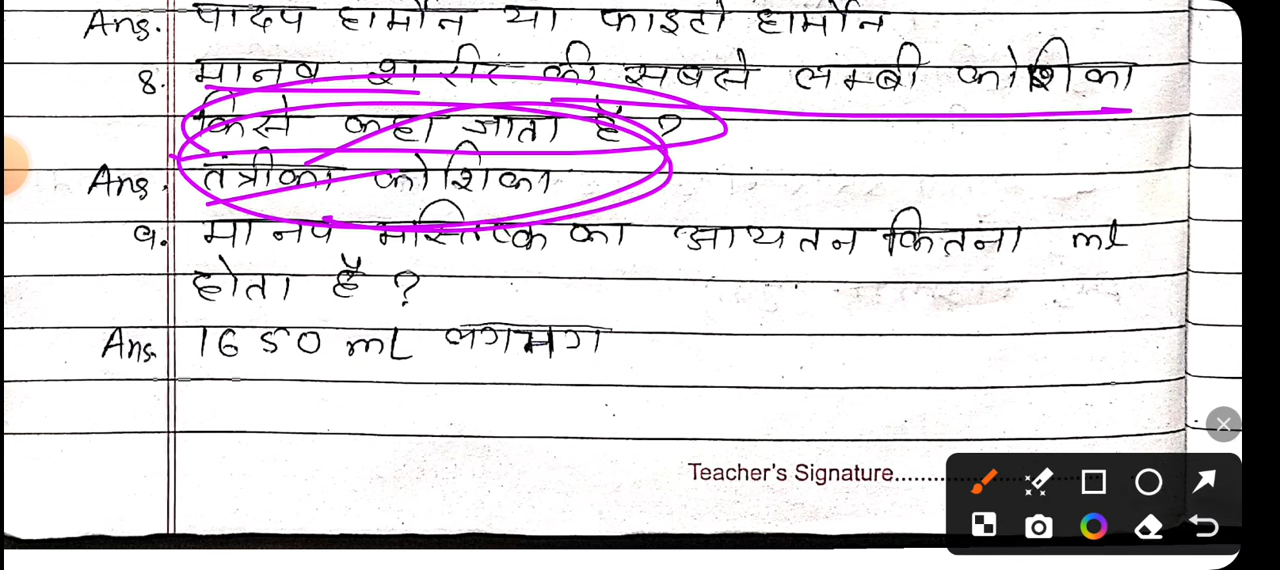 Ans. पादप हार्मोन या फाइटो हार्मोन
8. मानव शरीर की सबसे लम्बी कोशिका
किसे कहा जाता है ?
Ans. तंत्रीका कोशिका
9. मानव मस्तिष्क का आयतन कितना ml
होता है ?
Ans. 1650 mL लगभग
Teacher's Signature..................